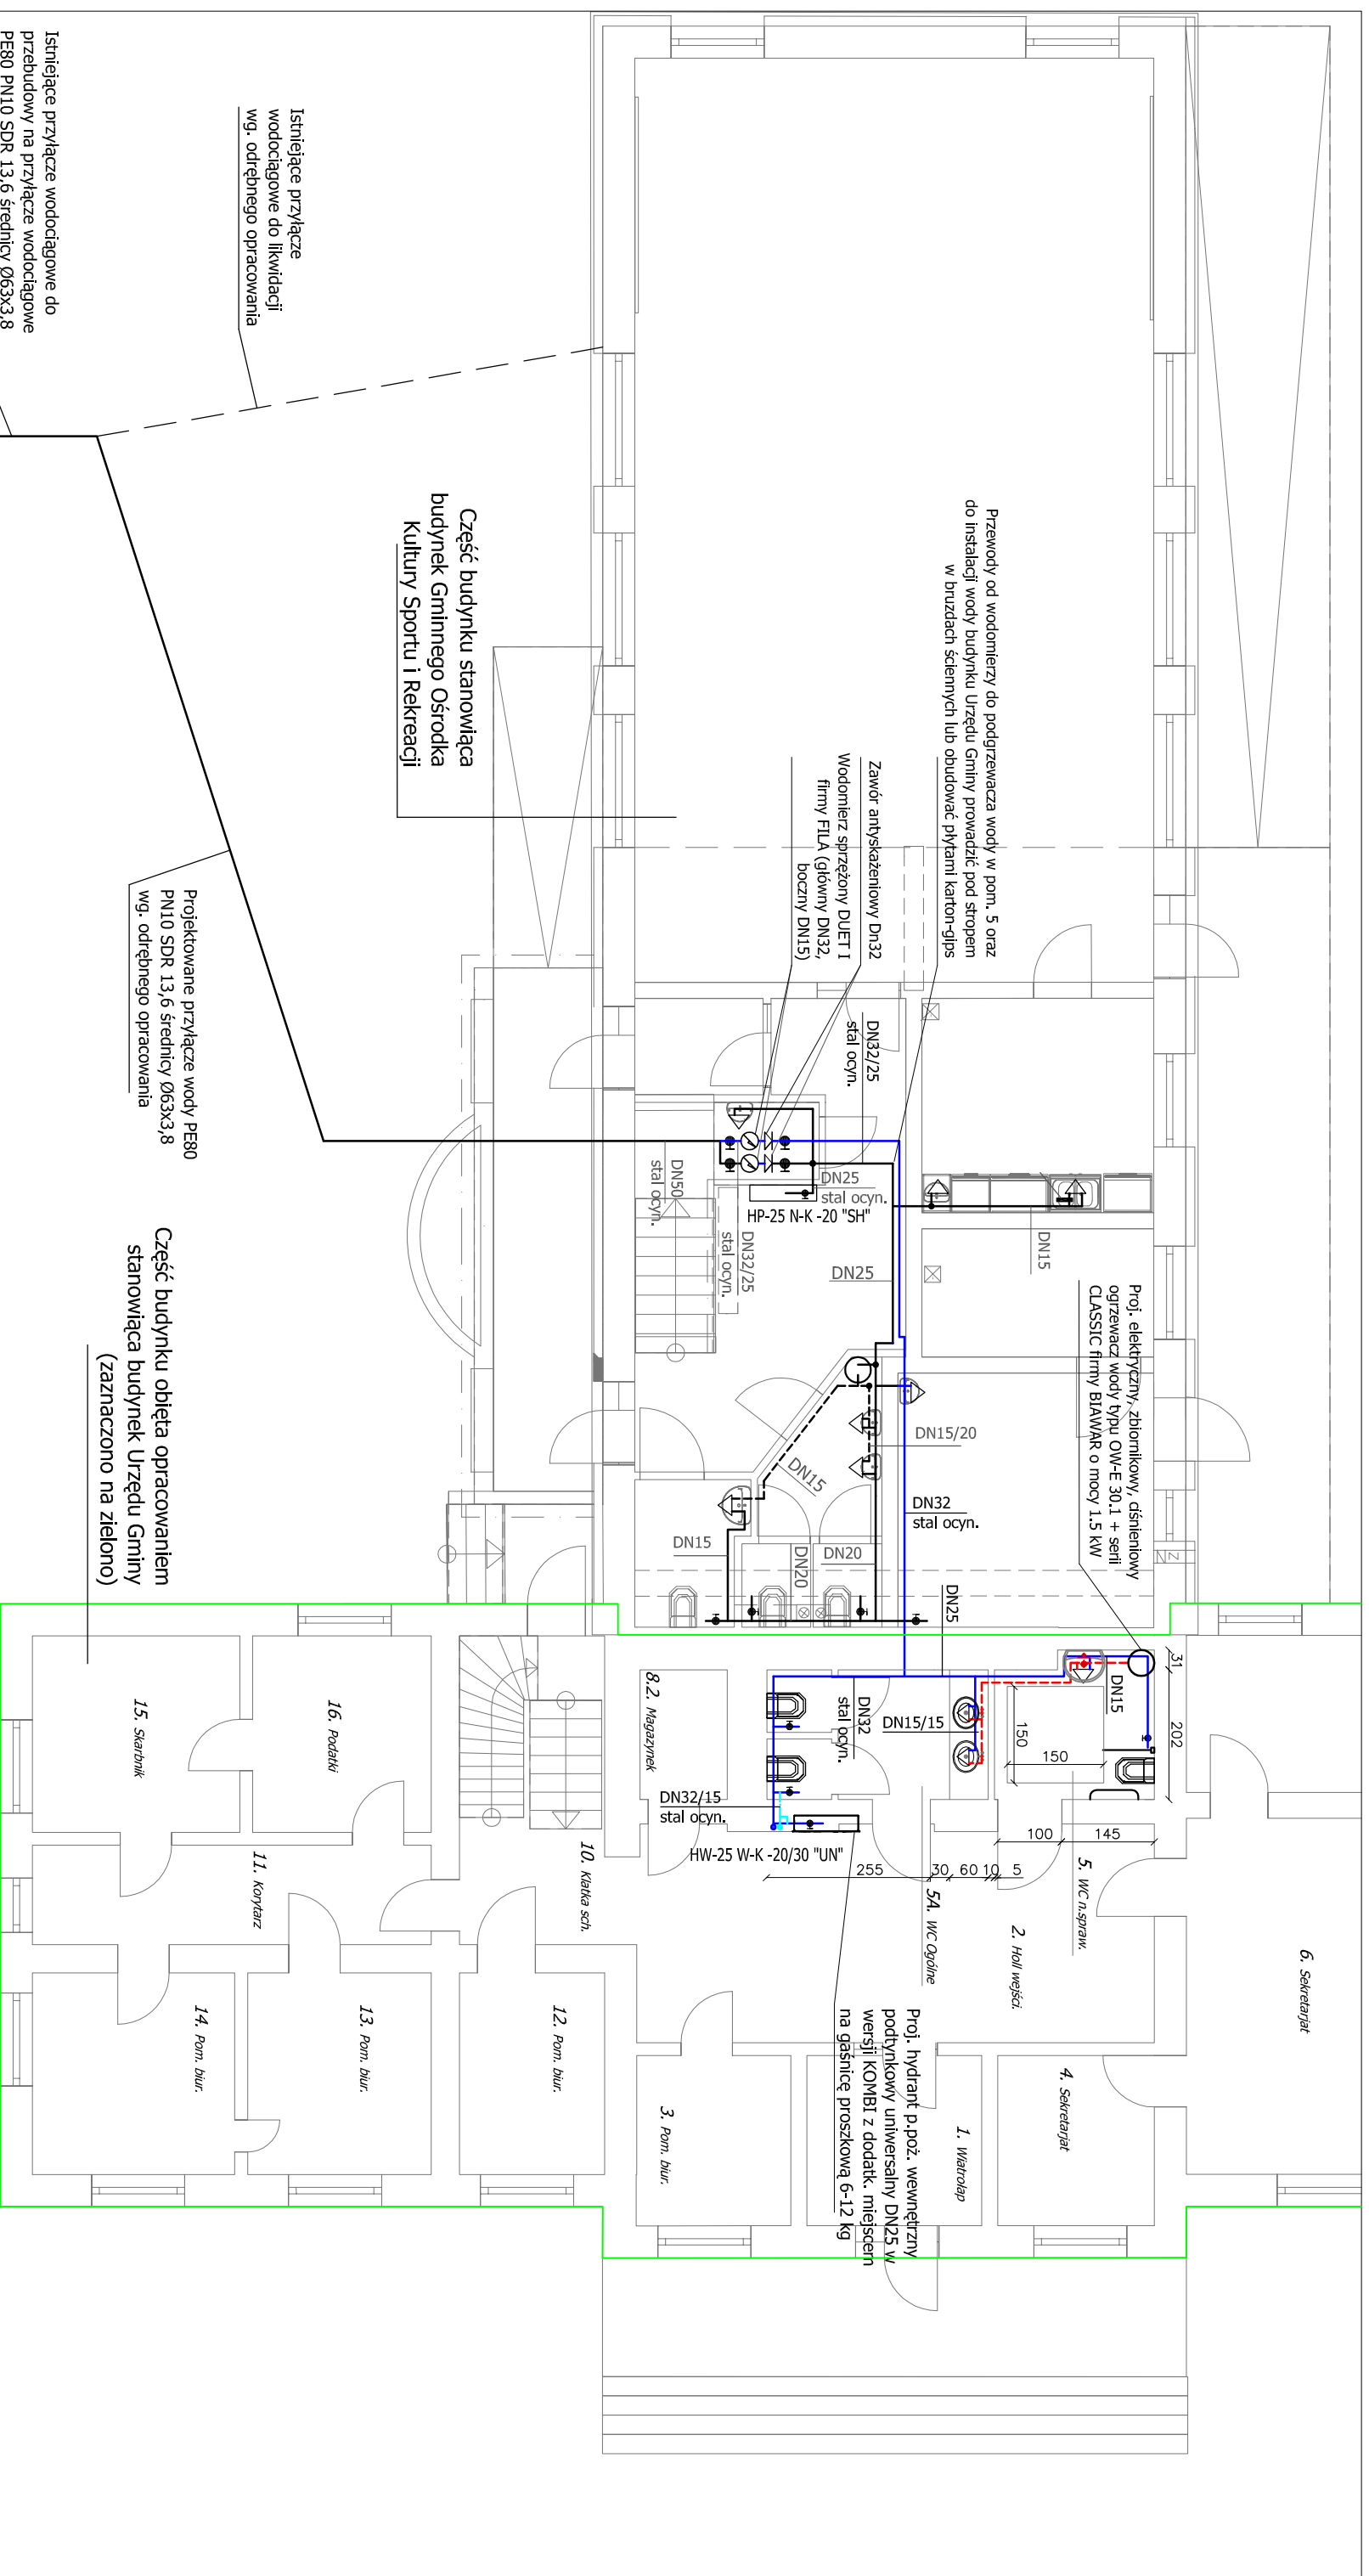 Istniejące przyłącze wodociągowe do
przebudowy na przyłącze wodociągowe
PE80 PN10 SDR 13,6 średnicy Ø63x3,8
Istniejące przyłącze
wodociągowe do likwidacji
wg. odrębnego opracowania
Część budynku stanowiąca
budynek Gminnego Ośrodka
Kultury Sportu i Rekreacji
Przewody od wodomierzy do podgrzewacza wody w pom. 5 oraz
do instalacji wody budynku Urzędu Gminy prowadzić pod stropem
w bruzdach ściennych lub obudować płytami karton-gips
Zawór antyskażeniowy Dn32
Wodomierz sprzężony DUET I
firmy FILA (główny DN32,
boczny DN15)
Projektowane przyłącze wody PE80
PN10 SDR 13,6 średnicy Ø63x3,8
wg. odrębnego opracowania
DN32/25
stal ocyn.
DN50
stal ocyn.
DN25
stal ocyn.
HP-25 N-K -20 "SH"
DN32/25
stal ocyn.
DN25
DN15
Proj. elektryczny, zbiornikowy, ciśnieniowy
ogrzewacz wody typu OW-E 30.1 + serii
CLASSIC firmy BIAWAR o mocy 1.5 kW
DN15/20
DN15
DN32
stal ocyn.
DN15
DN20
DN20
ZN
DN25
Część budynku objęta opracowaniem
stanowiąca budynek Urzędu Gminy
(zaznaczono na zielono)
31
202
DN15
150
150
DN32
stal ocyn.
DN15/15
8.2. Magazynek
DN32/15
stal ocyn.
HW-25 W-K -20/30 "UN"
255
30
60
10
5
100
145
5. WC n.spraw.
5A. WC Ogólne
2. Holl wejści.
6. Sekretarjat
4. Sekretarjat
1. Wiatrołap
3. Pom. biur.
Proj. hydrant p.poż. wewnętrzny
podtynkowy uniwersalny DN25 w
wersji KOMBI z dodatk. miejscem
na gaśnicę proszkową 6-12 kg
10. Klatka sch.
11. Korytarz
12. Pom. biur.
13. Pom. biur.
14. Pom. biur.
15. Skarbnik
16. Podatki